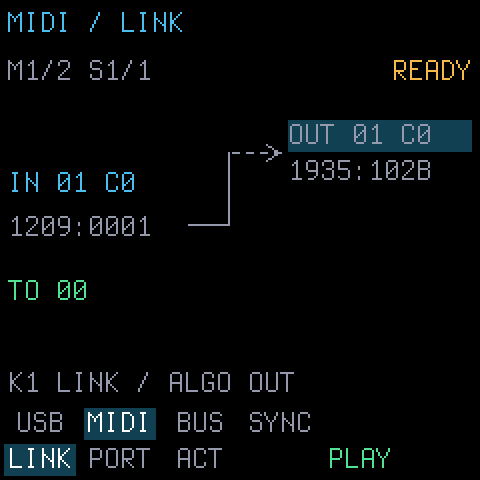 MIDI / LINK
M1/2 S1/1 READY
OUT 01 C0
1935:102B
IN 01 C0
1209:0001
TO 00
K1 LINK / ALGO OUT
USB MIDI BUS SYNC
LINK PORT ACT PLAY